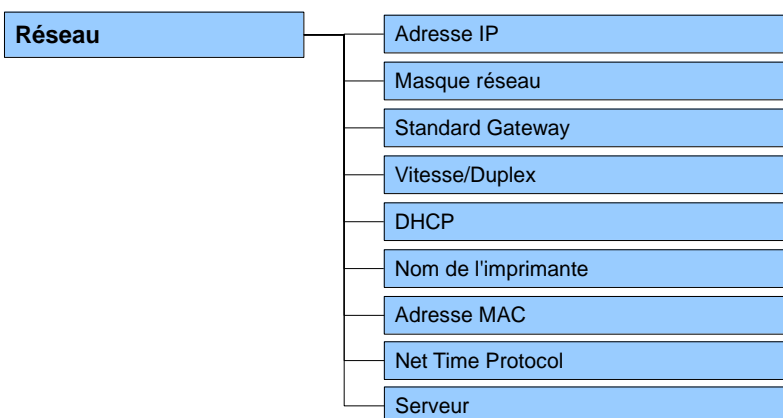 Réseau
Adresse IP
Masque réseau
Standard Gateway
Vitesse/Duplex
DHCP
Nom de l'imprimante
Adresse MAC
Net Time Protocol
Serveur